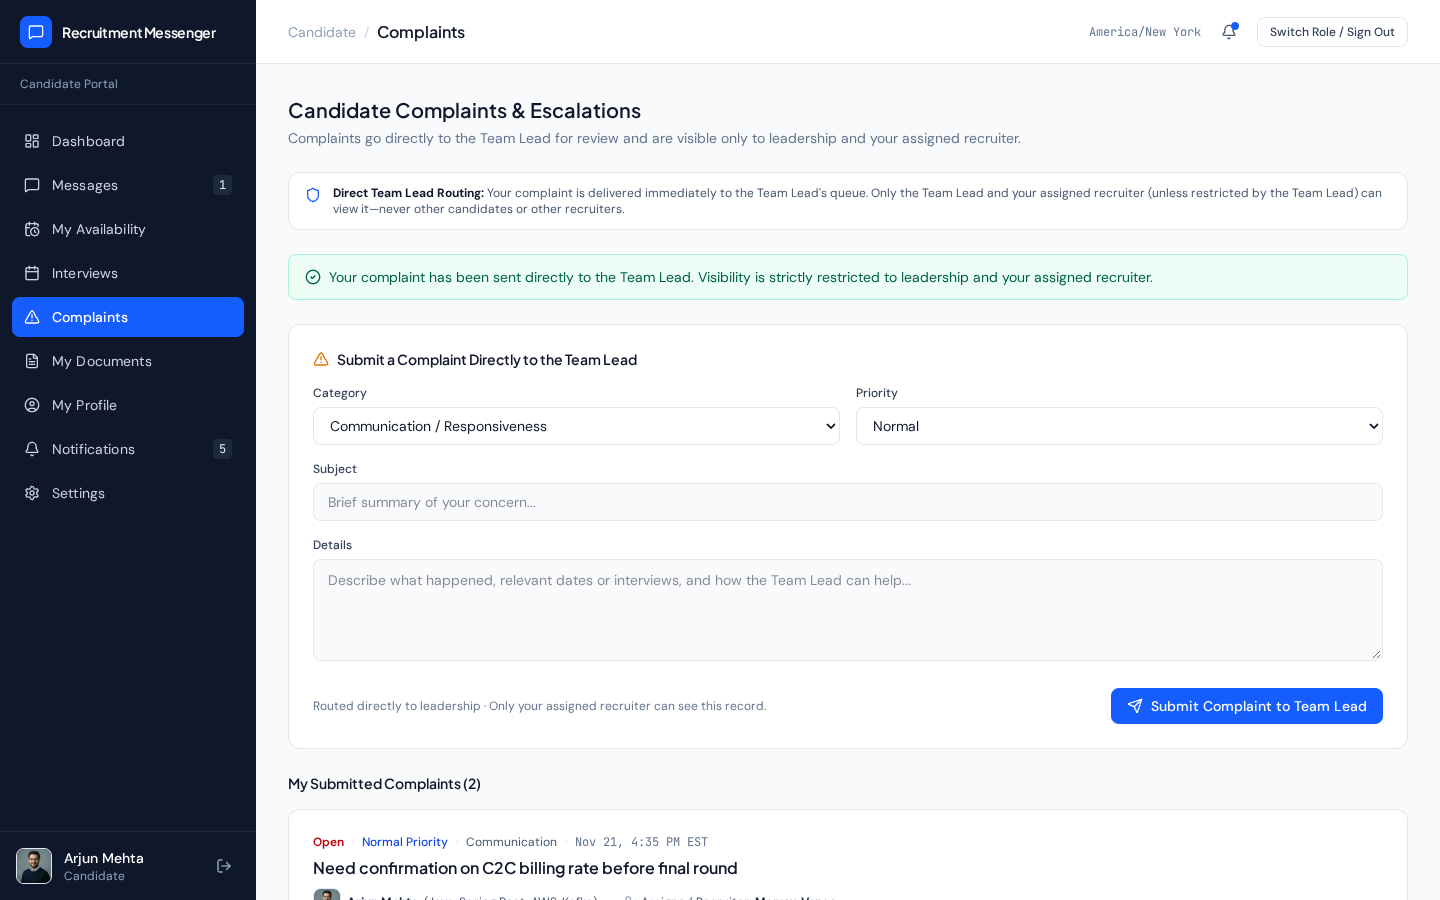 Recruitment Messenger
Candidate Portal
Dashboard
Messages 1
My Availability
Interviews
Complaints
My Documents
My Profile
Notifications 5
Settings
Arjun Mehta
Candidate
Candidate / Complaints
America/New York
Switch Role / Sign Out
Candidate Complaints & Escalations
Complaints go directly to the Team Lead for review and are visible only to leadership and your assigned recruiter.
Direct Team Lead Routing: Your complaint is delivered immediately to the Team Lead's queue. Only the Team Lead and your assigned recruiter (unless restricted by the Team Lead) can
view it—never other candidates or other recruiters.
Your complaint has been sent directly to the Team Lead. Visibility is strictly restricted to leadership and your assigned recruiter.
Submit a Complaint Directly to the Team Lead
Category
Communication / Responsiveness
Priority
Normal
Subject
Brief summary of your concern...
Details
Describe what happened, relevant dates or interviews, and how the Team Lead can help...
Routed directly to leadership · Only your assigned recruiter can see this record.
Submit Complaint to Team Lead
My Submitted Complaints (2)
Open · Normal Priority · Communication · Nov 21, 4:35 PM EST
Need confirmation on C2C billing rate before final round
Arjun Mehta